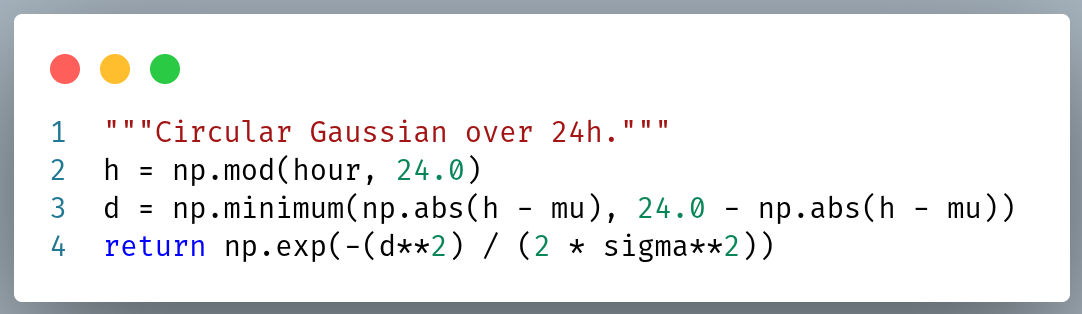 1 """Circular Gaussian over 24h."""
2 h = np.mod(hour, 24.0)
3 d = np.minimum(np.abs(h - mu), 24.0 - np.abs(h - mu))
4 return np.exp(-(d**2) / (2 * sigma**2))